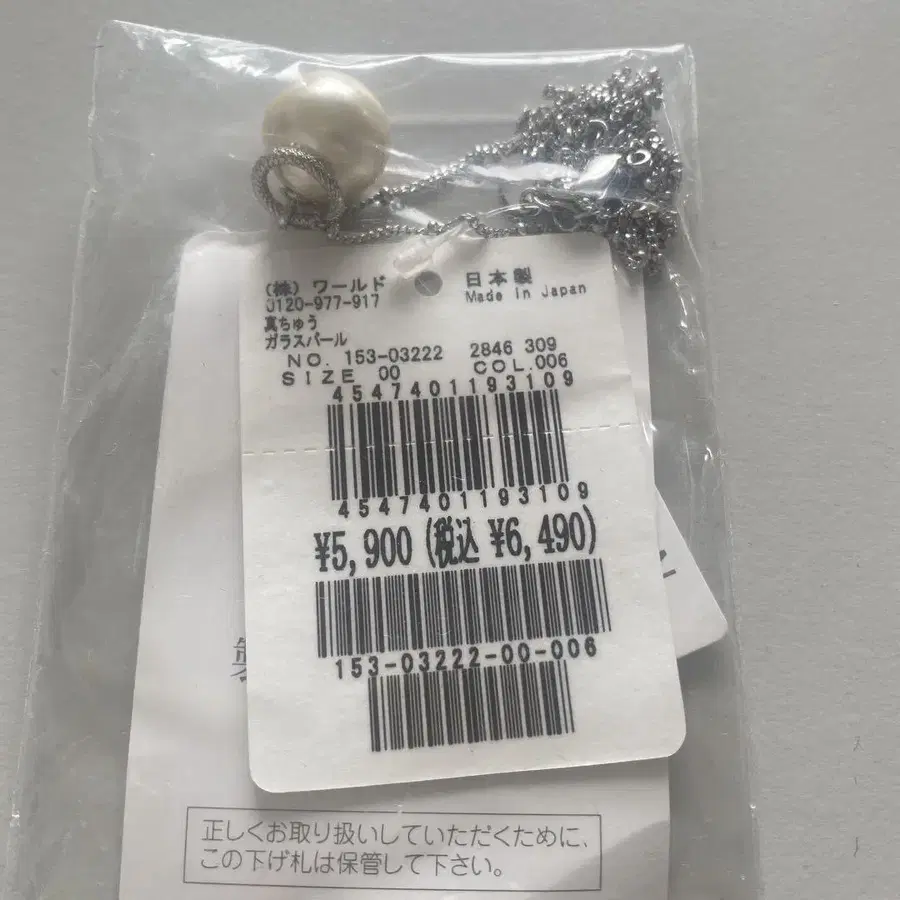 (株)ワールド
0120-977-917
日本製
Made in Japan
真ちゅう
ガラスパール
NO. 153-03222 2846 309
SIZE 00 COL.006
4547401193109
4547401193109
¥5,900(税込 ¥6,490)
153-03222-00-006
正しくお取り扱いしていただくために、
この下げ札は保管して下さい。